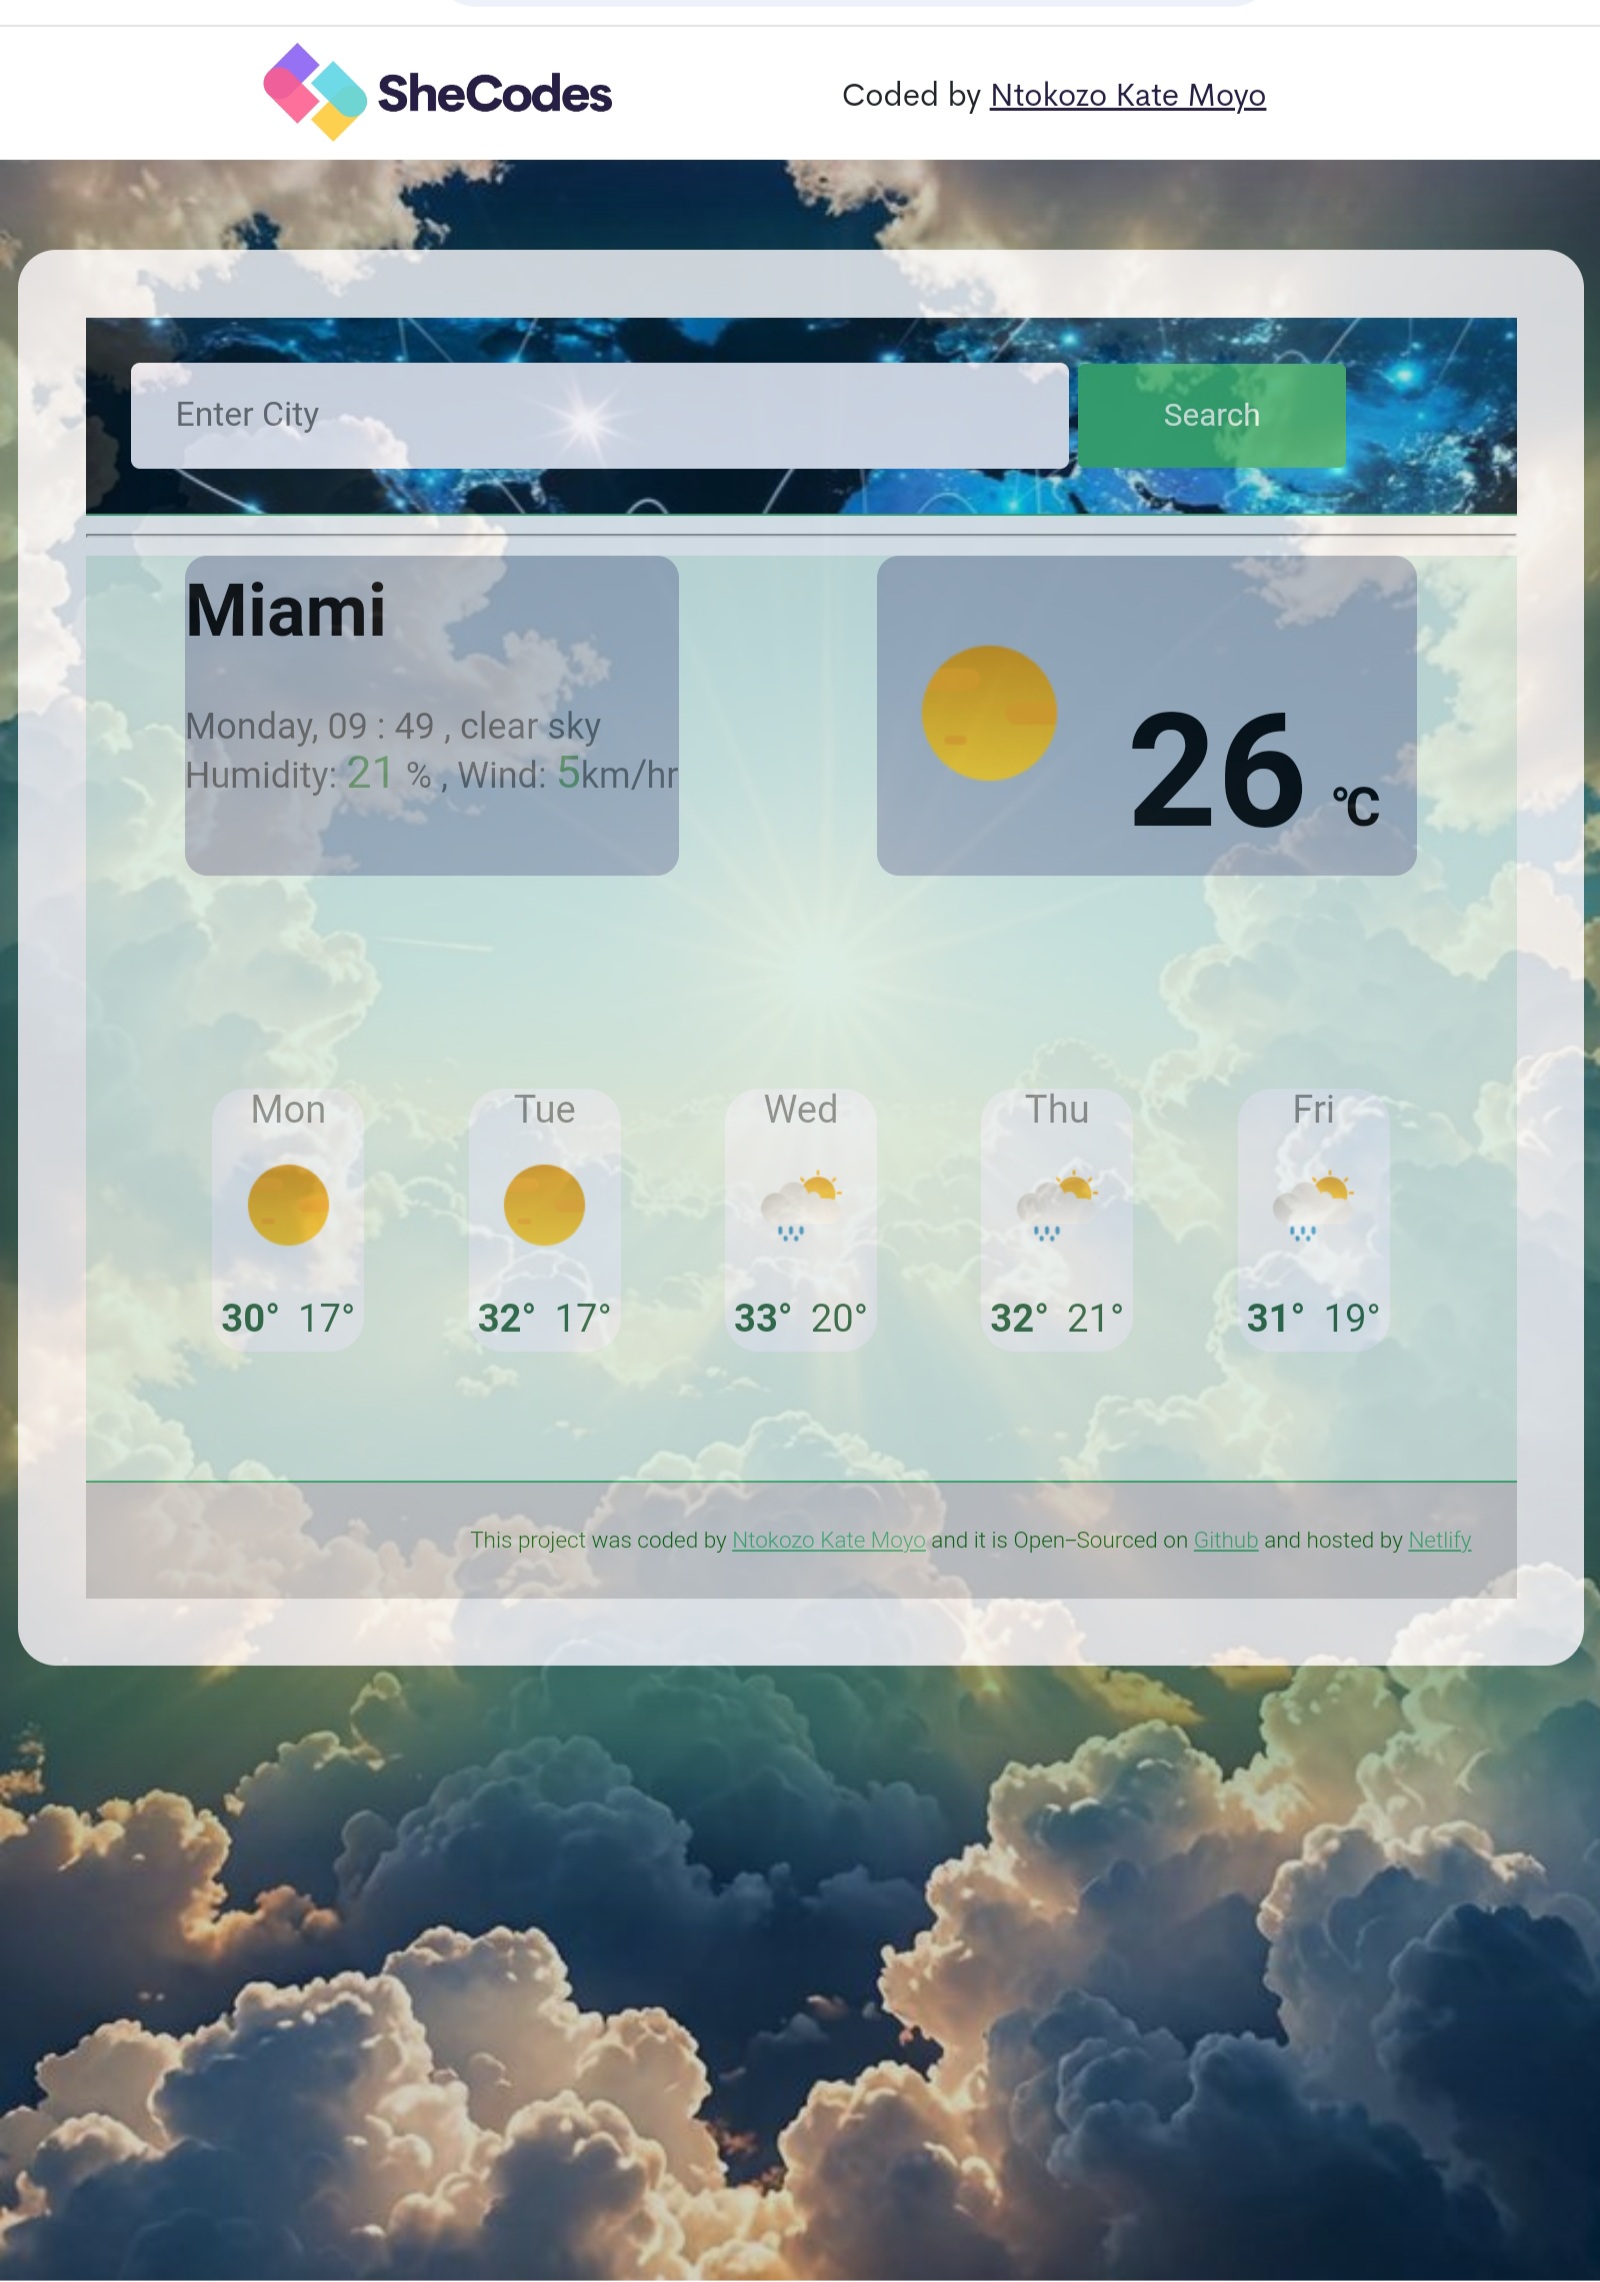 SheCodes
Coded by Ntokozo Kate Moyo
Enter City
Search
Miami
Monday, 09 : 49 , clear sky
Humidity: 21 % , Wind: 5km/hr
26 °C
Mon Tue Wed Thu Fri
30° 17° 32° 17° 33° 20° 32° 21° 31° 19°
This project was coded by Ntokozo Kate Moyo and it is Open–Sourced on Github and hosted by Netlify